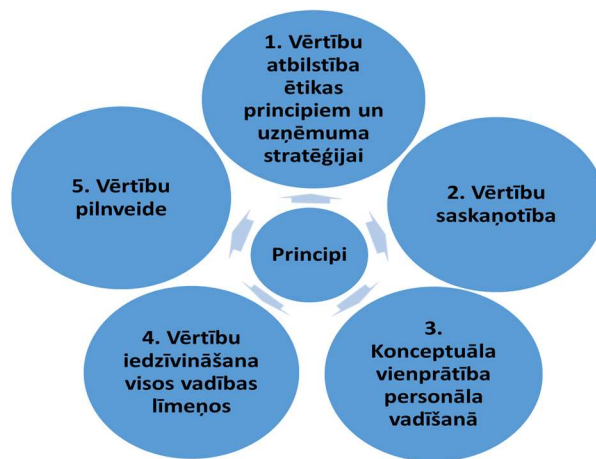 1. Vērtību
atbilstība
ētikas
principiem un
uzņēmuma
stratēģijai
2. Vērtību
saskaņotība
3.
Konceptuāla
vienprātība
personāla
vadīšanā
4. Vērtību
iedzīvināšana
visos vadības
līmeņos
5. Vērtību
pilnveide
Principi